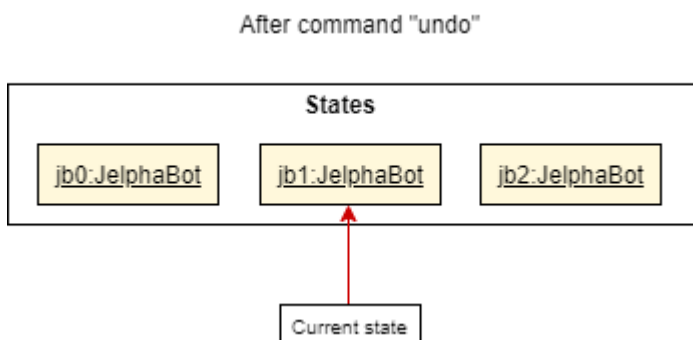 After command "undo"
States
jb0:JelphaBot
jb1:JelphaBot
jb2:JelphaBot
Current state